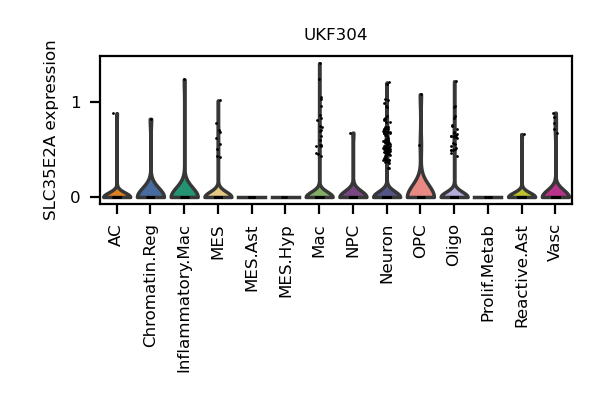 UKF304
SLC35E2A expression
1
0
AC
Chromatin.Reg
Inflammatory.Mac
MES
MES.Ast
MES.Hyp
Mac
NPC
Neuron
OPC
Oligo
Prolif.Metab
Reactive.Ast
Vasc